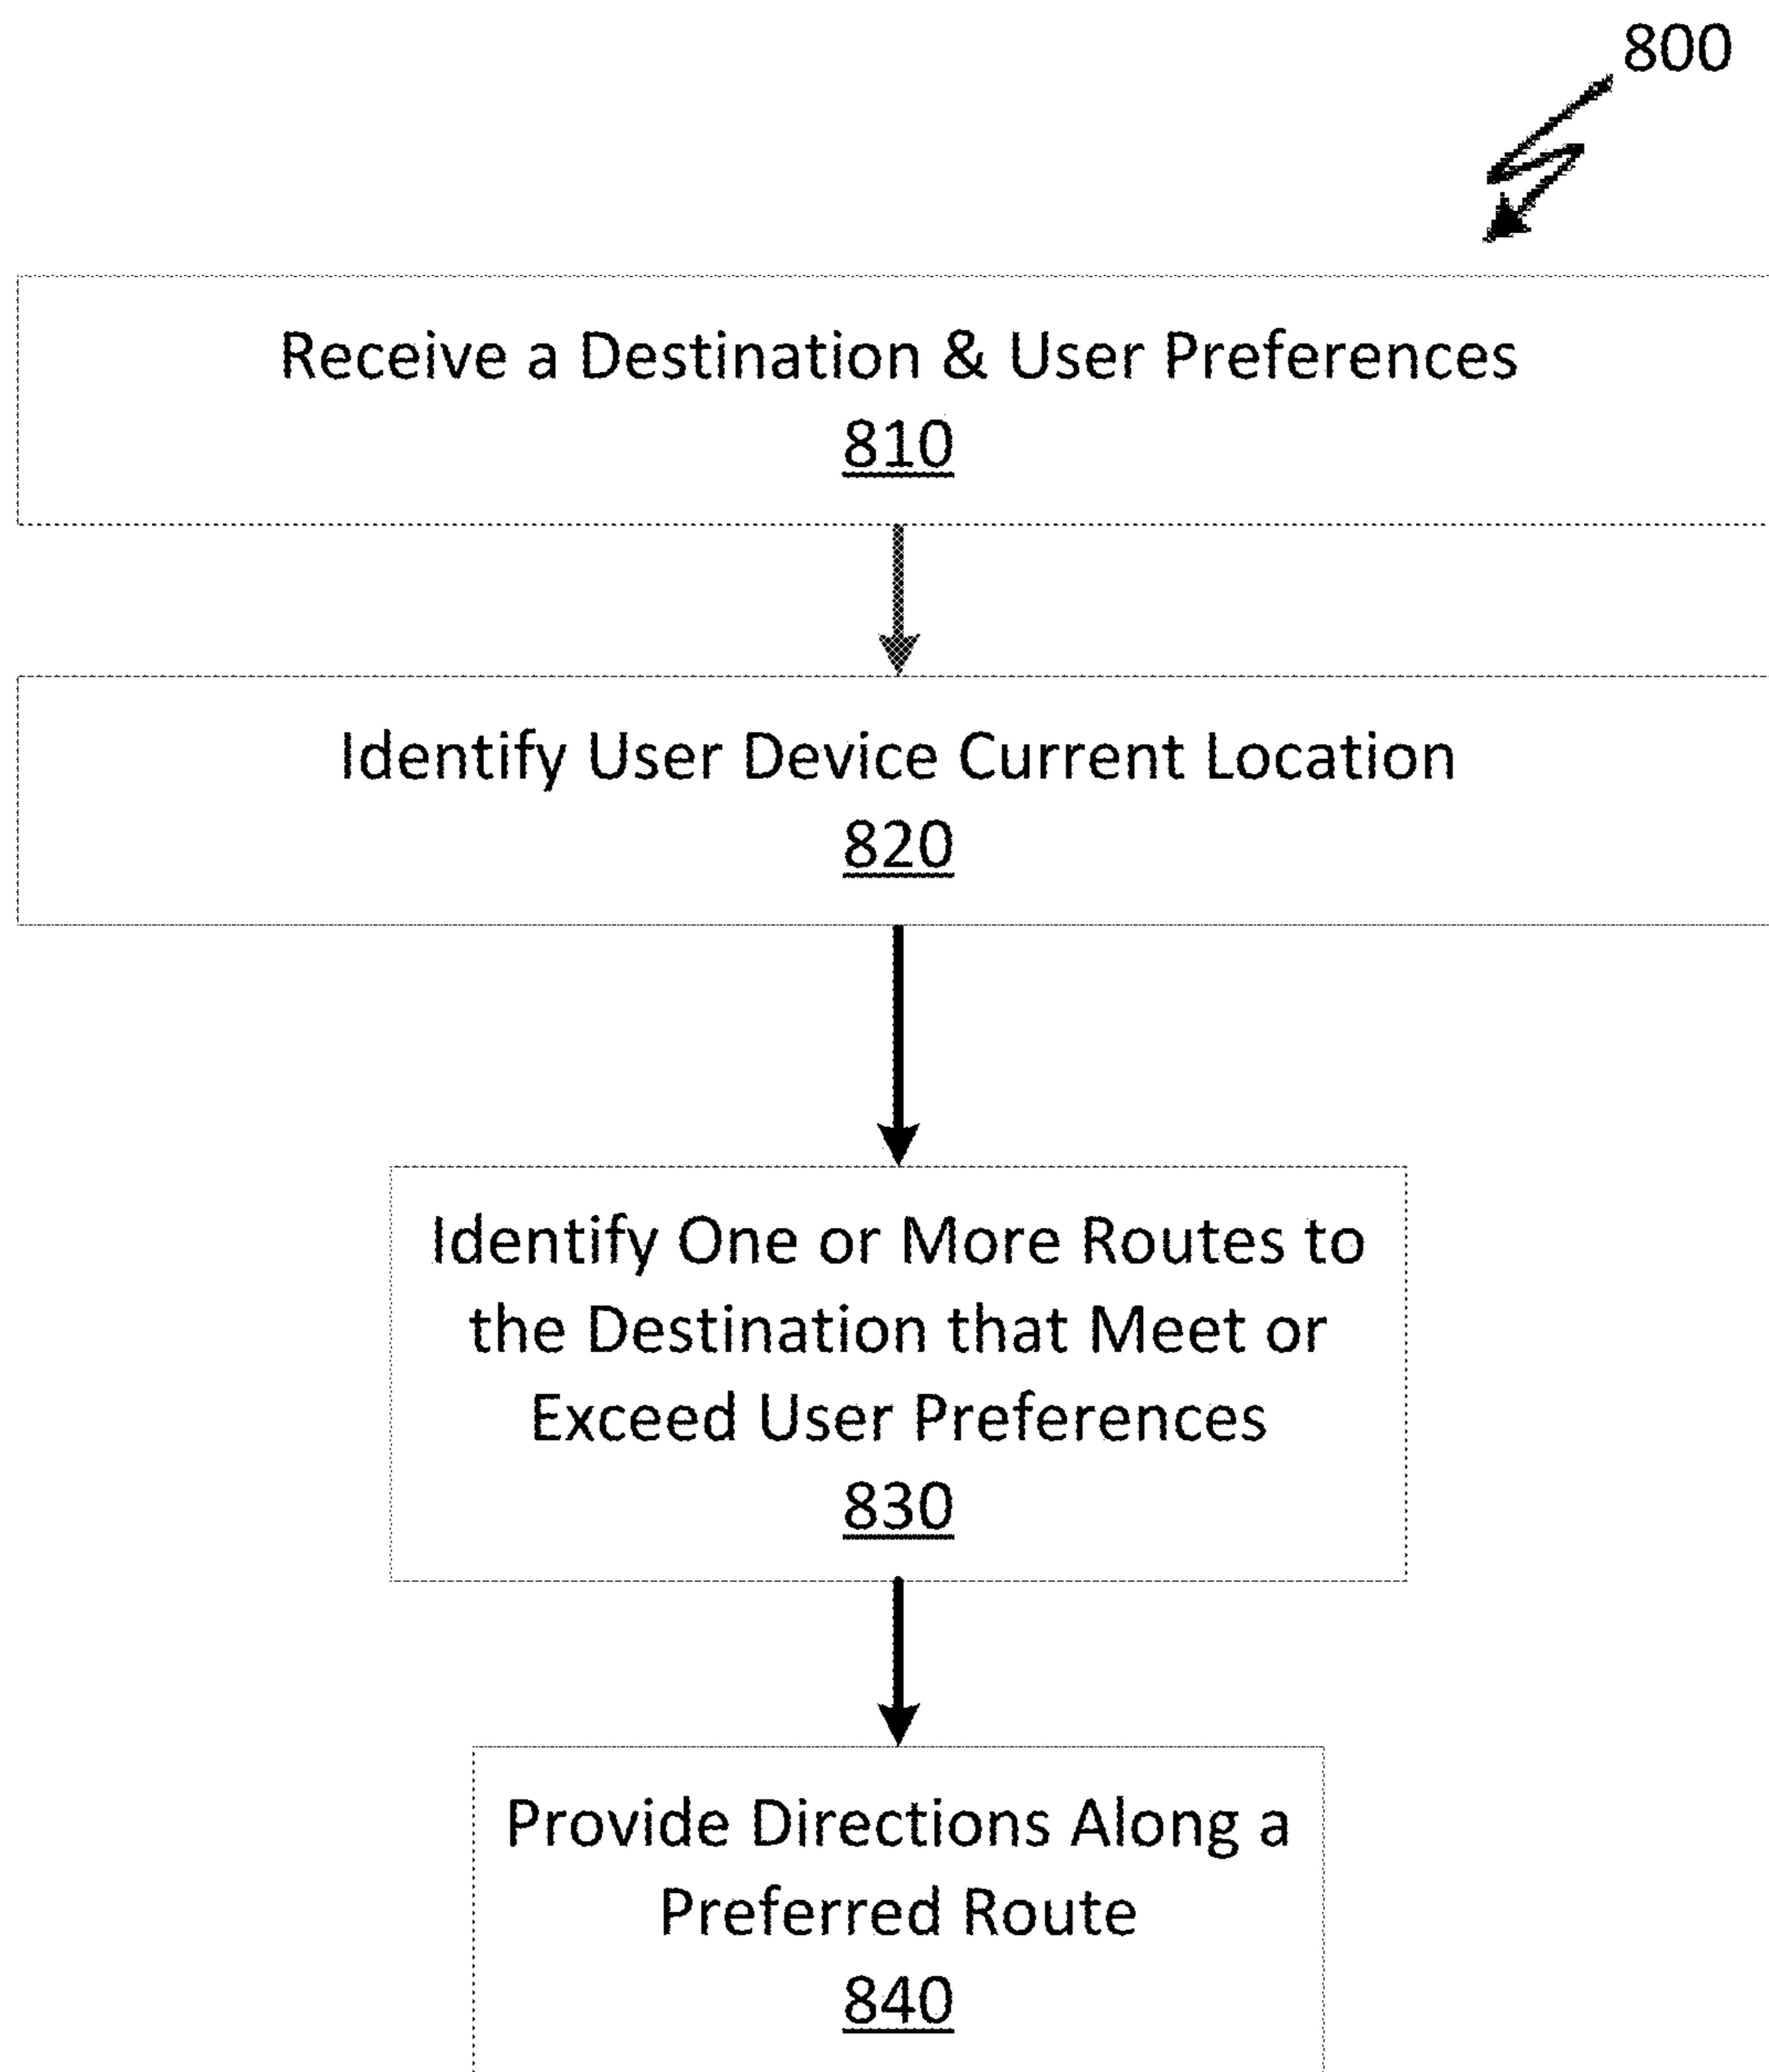 800
Receive a Destination & User Preferences
810
Identify User Device Current Location
820
Identify One or More Routes to
the Destination that Meet or
Exceed User Preferences
830
Provide Directions Along a
Preferred Route
840